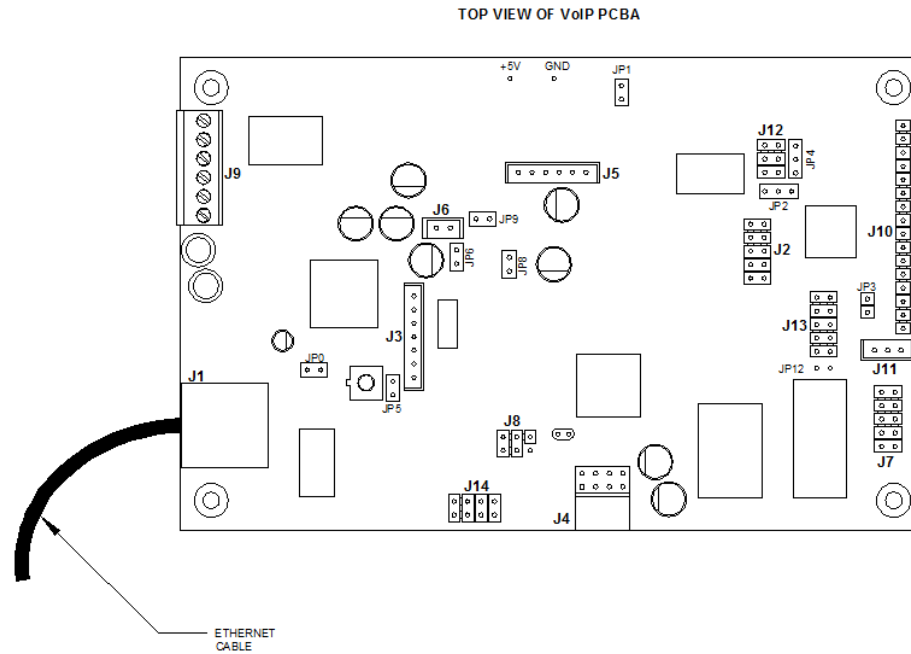 TOP VIEW OF VoIP PCBA
+5V GND
JP1
J12
JP4
J9
J5
JP2
J6
JP9
J10
J2
JP6
JP8
JP3
J3
J13
J11
JP0
JP12
J1
JP5
J8
J7
J14
J4
ETHERNET
CABLE